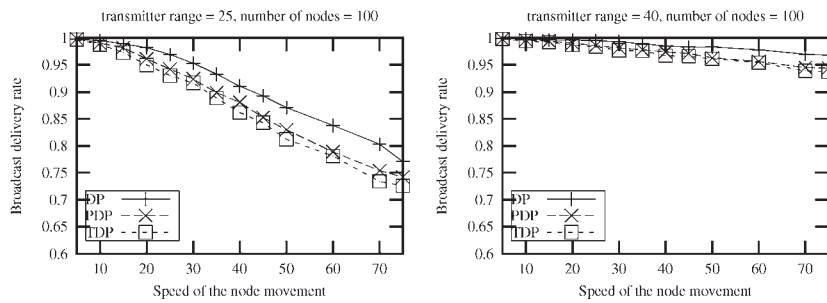 transmitter range = 25, number of nodes = 100
Broadcast delivery rate
1
0.95
0.9
0.85
0.8
0.75
0.7
0.65
0.6
DP
PDP
TDP
10 20 30 40 50 60 70
Speed of the node movement
transmitter range = 40, number of nodes = 100
Broadcast delivery rate
1
0.95
0.9
0.85
0.8
0.75
0.7
0.65
0.6
DP
PDP
TDP
10 20 30 40 50 60 70
Speed of the node movement